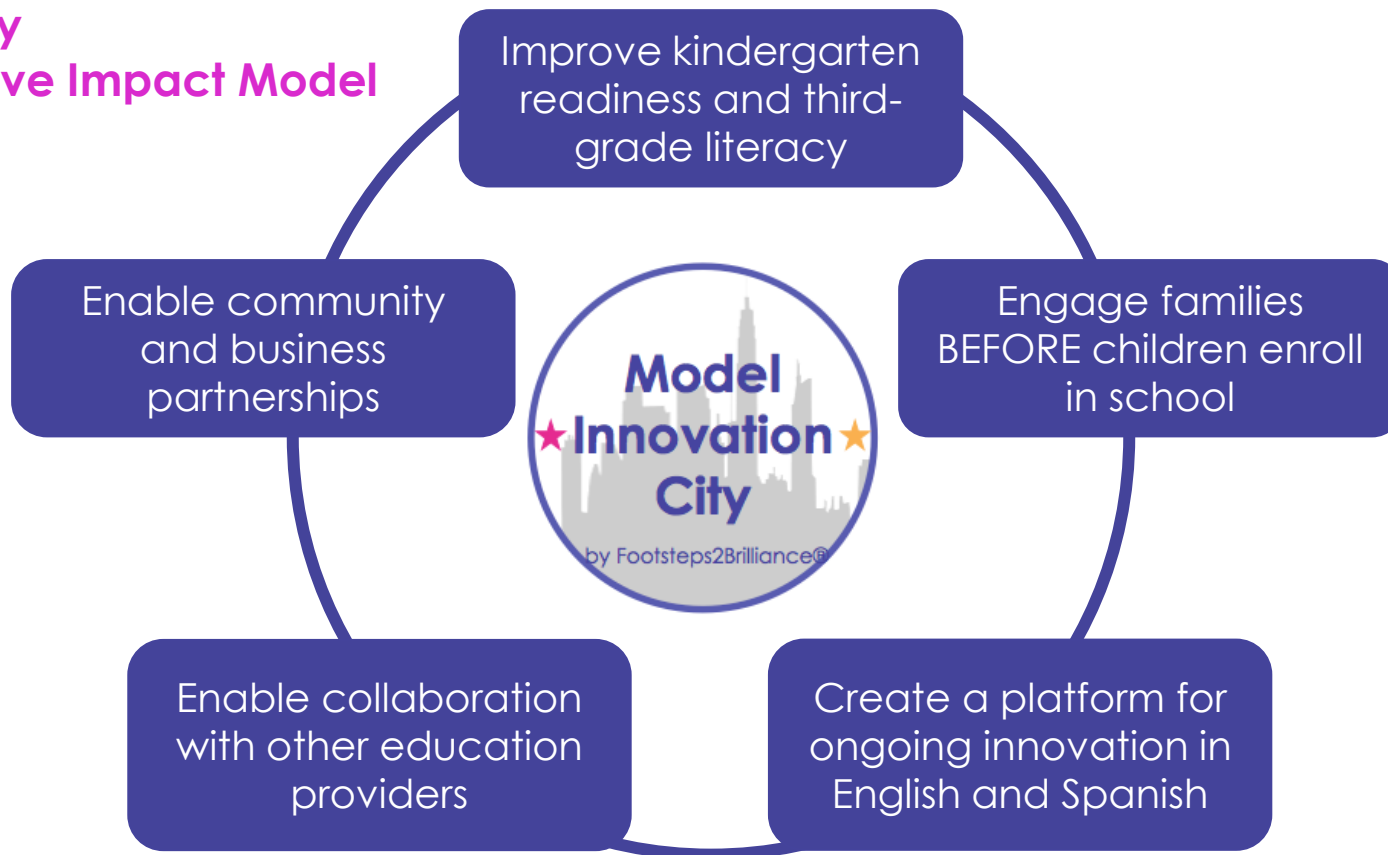 y
ve Impact Model
Improve kindergarten
readiness and third-
grade literacy
Engage families
BEFORE children enroll
in school
Create a platform for
ongoing innovation in
English and Spanish
Enable collaboration
with other education
providers
Enable community
and business
partnerships
Model
Innovation
City
by Footsteps2Brilliance®